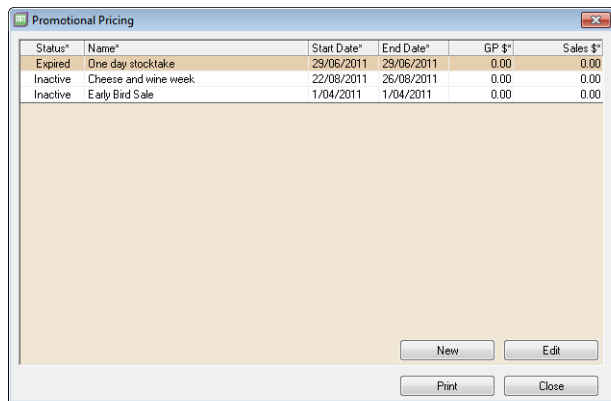 Promotional Pricing
Status* Name* Start Date* End Date* GP $* Sales $*
Expired One day stocktake 29/06/2011 29/06/2011 0.00 0.00
Inactive Cheese and wine week 22/08/2011 26/08/2011 0.00 0.00
Inactive Early Bird Sale 1/04/2011 1/04/2011 0.00 0.00
New Edit
Print Close